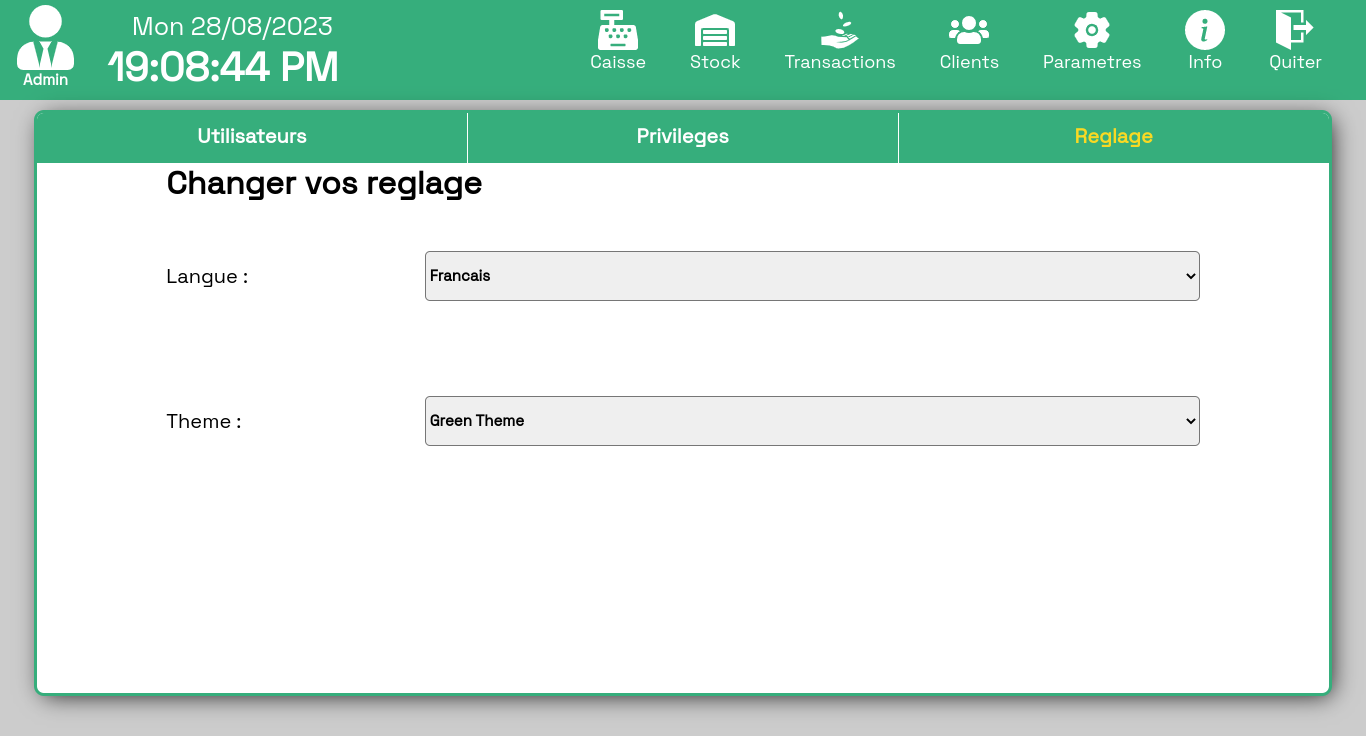 Mon 28/08/2023
19:08:44 PM
Admin
Caisse
Stock
Transactions
Clients
Parametres
Info
Quiter
Utilisateurs
Privileges
Reglage
Changer vos reglage
Langue :
Francais
Theme :
Green Theme